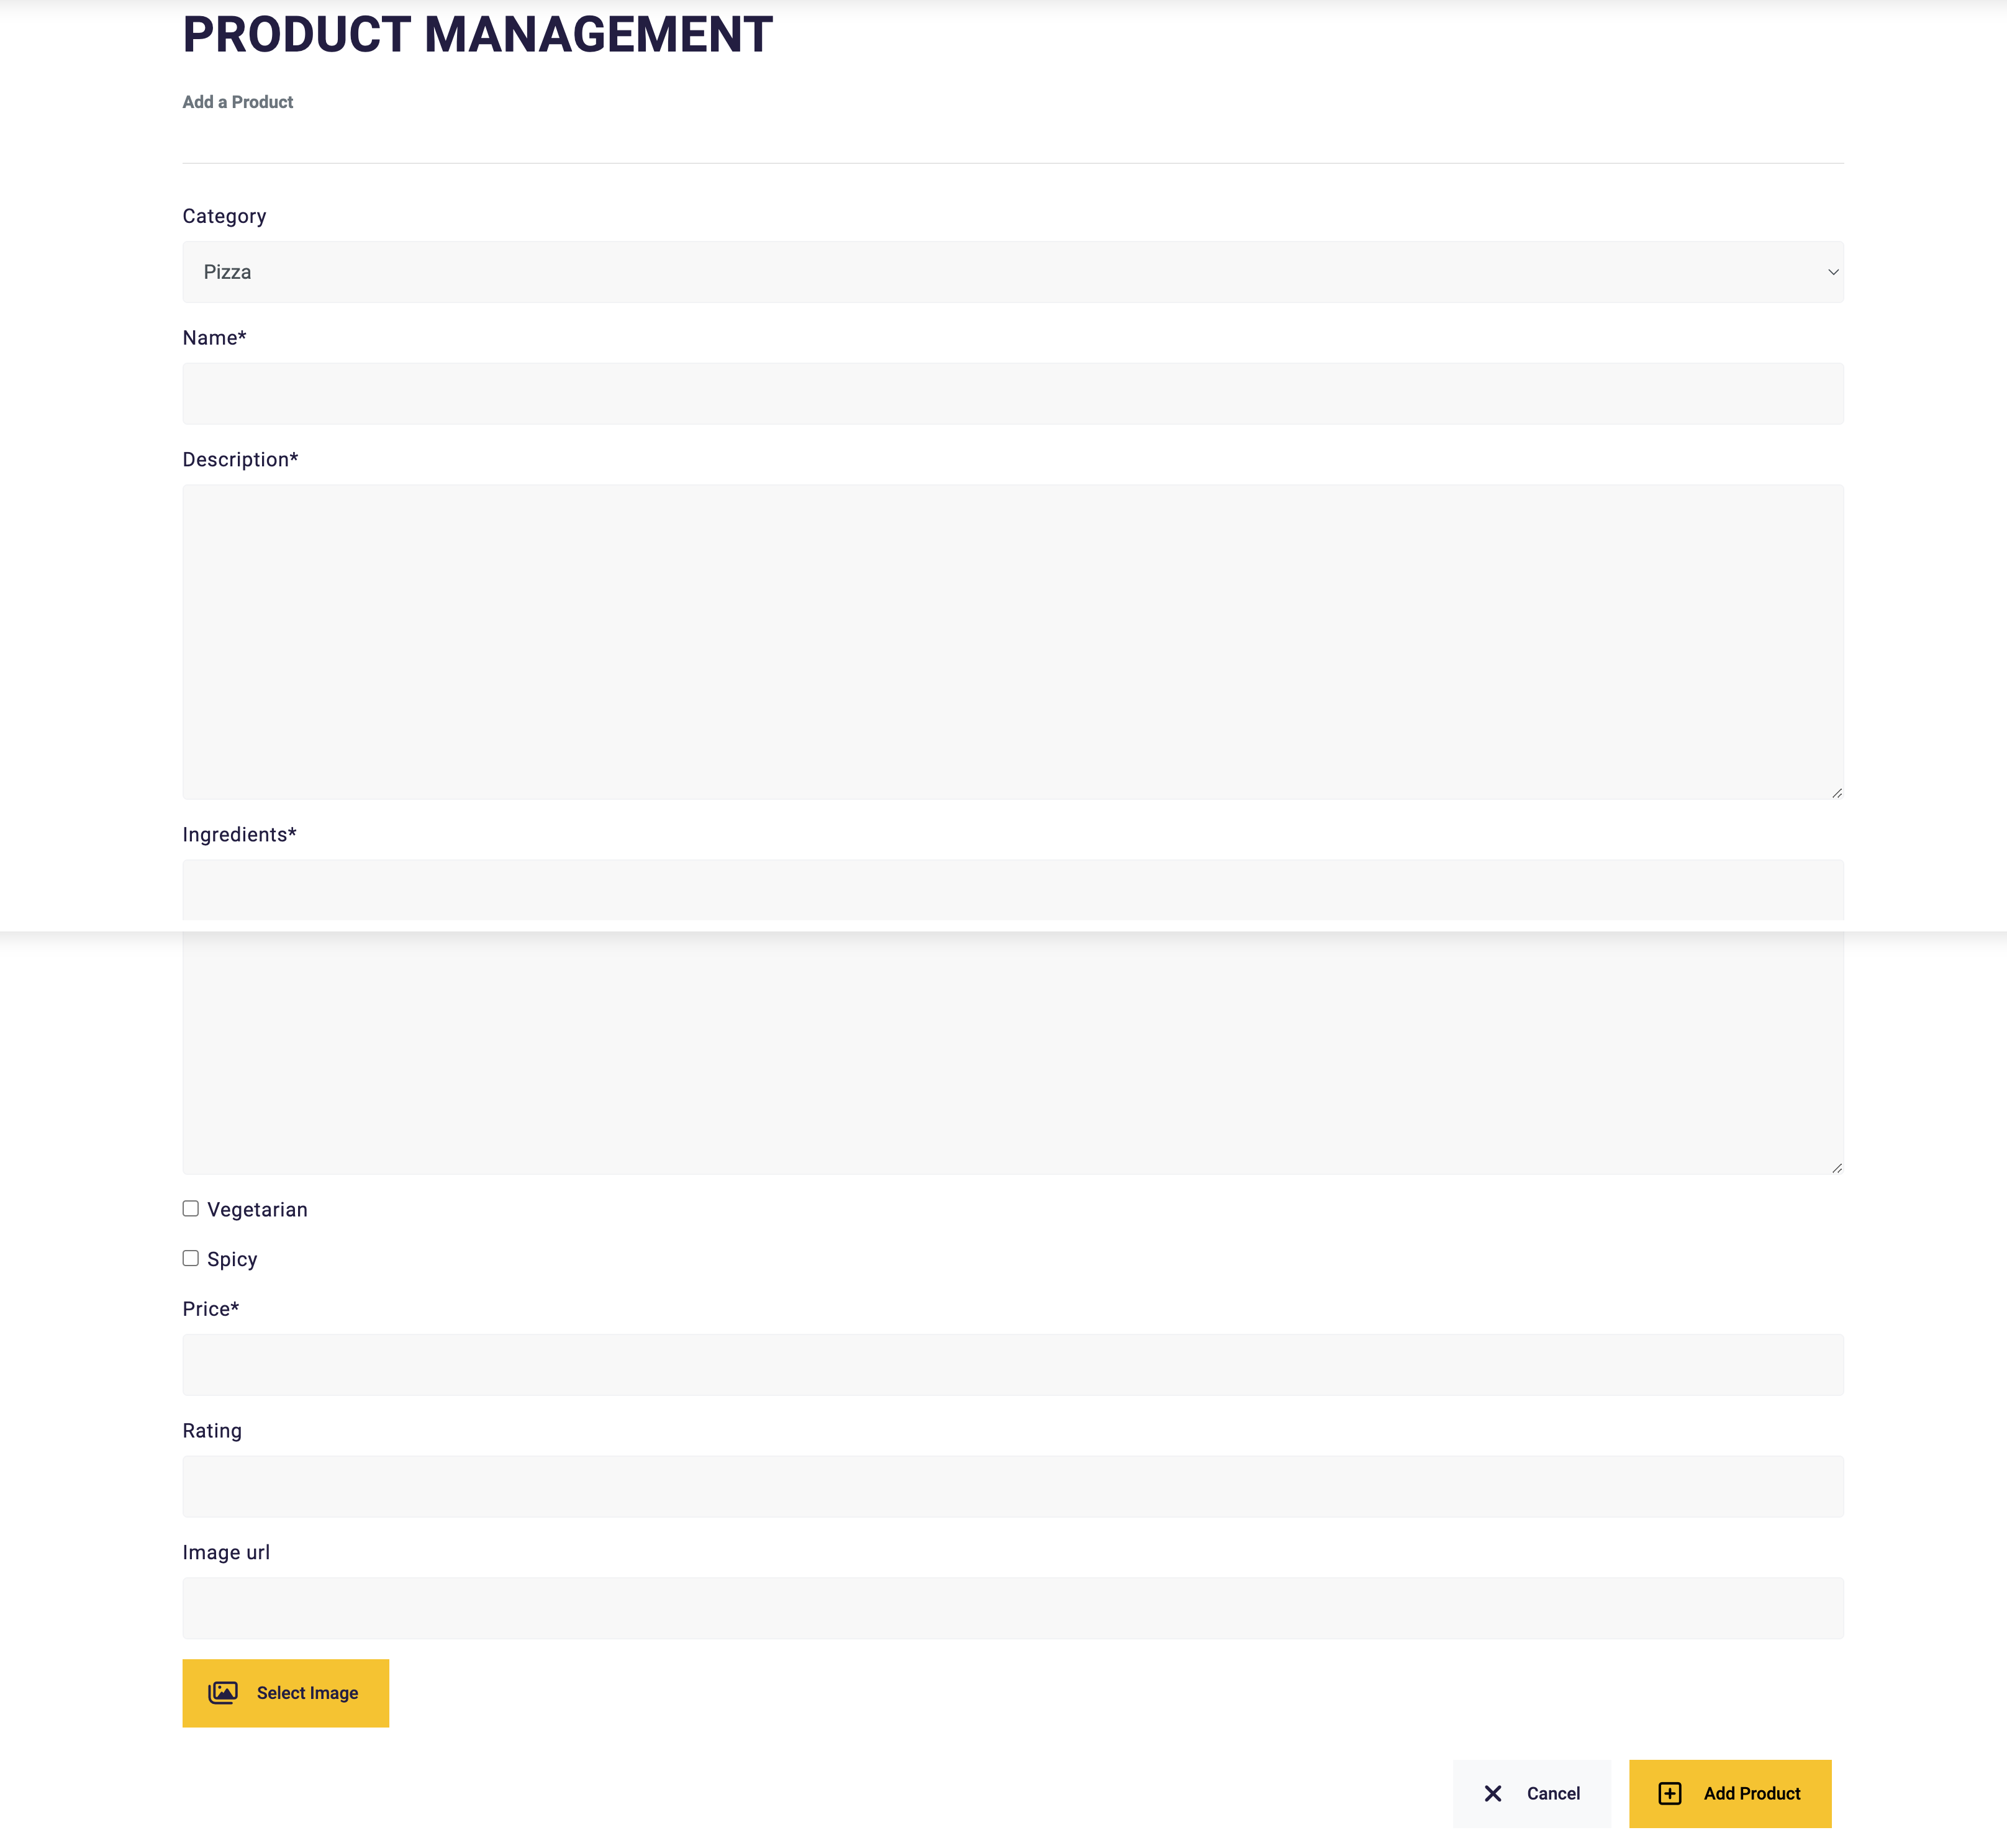 PRODUCT MANAGEMENT
Add a Product
Category
Pizza
Name*
Description*
Ingredients*
Vegetarian
Spicy
Price*
Rating
Image url
Select Image
Cancel
Add Product